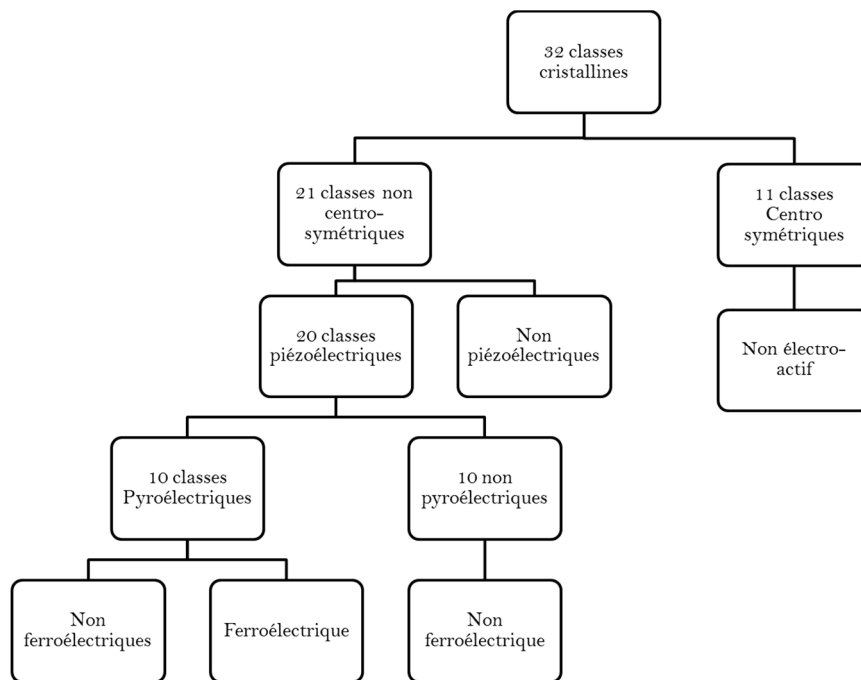 32 classes
cristallines
21 classes non
centro-
symétriques
11 classes
Centro
symétriques
20 classes
piézoélectriques
Non
piézoélectriques
Non électro-
actif
10 classes
Pyroélectriques
10 non
pyroélectriques
Non
ferroélectriques
Ferroélectrique
Non
ferroélectrique